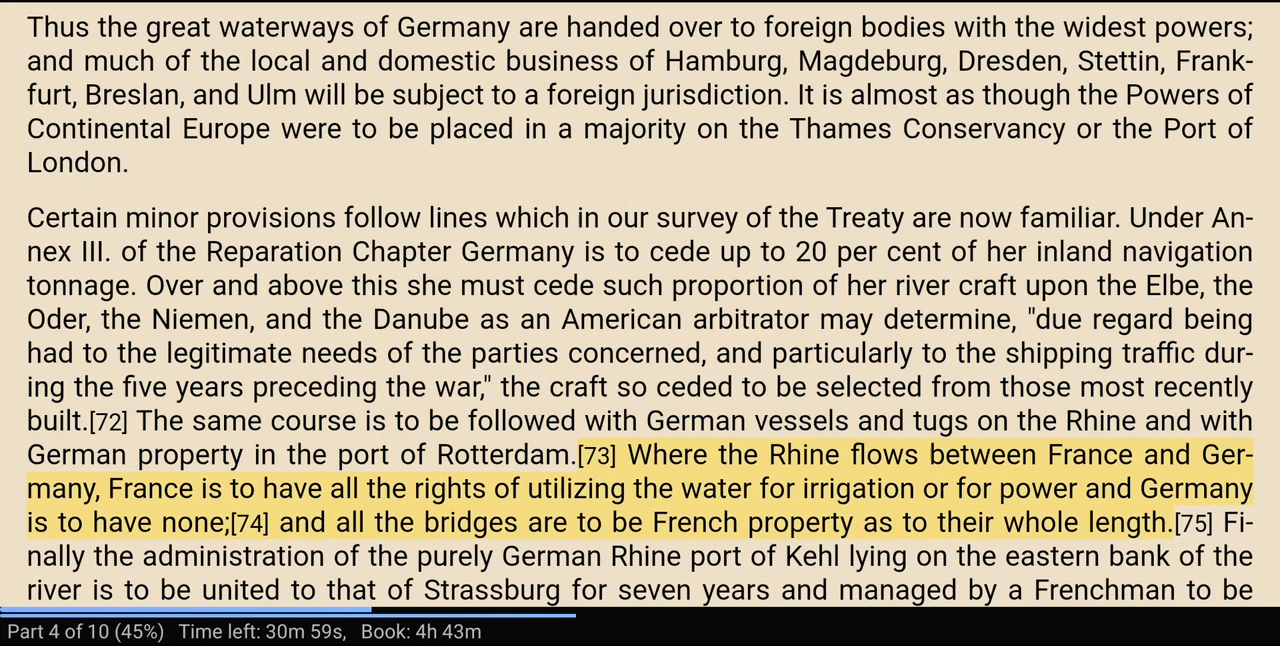 Thus the great waterways of Germany are handed over to foreign bodies with the widest powers;
and much of the local and domestic business of Hamburg, Magdeburg, Dresden, Stettin, Frank-
furt, Breslan, and Ulm will be subject to a foreign jurisdiction. It is almost as though the Powers of
Continental Europe were to be placed in a majority on the Thames Conservancy or the Port of
London.
Certain minor provisions follow lines which in our survey of the Treaty are now familiar. Under An-
nex III. of the Reparation Chapter Germany is to cede up to 20 per cent of her inland navigation
tonnage. Over and above this she must cede such proportion of her river craft upon the Elbe, the
Oder, the Niemen, and the Danube as an American arbitrator may determine, "due regard being
had to the legitimate needs of the parties concerned, and particularly to the shipping traffic dur-
ing the five years preceding the war," the craft so ceded to be selected from those most recently
built.[72] The same course is to be followed with German vessels and tugs on the Rhine and with
German property in the port of Rotterdam.[73] Where the Rhine flows between France and Ger-
many, France is to have all the rights of utilizing the water for irrigation or for power and Germany
is to have none;[74] and all the bridges are to be French property as to their whole length.[75] Fi-
nally the administration of the purely German Rhine port of Kehl lying on the eastern bank of the
river is to be united to that of Strassburg for seven years and managed by a Frenchman to be
Part 4 of 10 (45%) Time left: 30m 59s, Book: 4h 43m